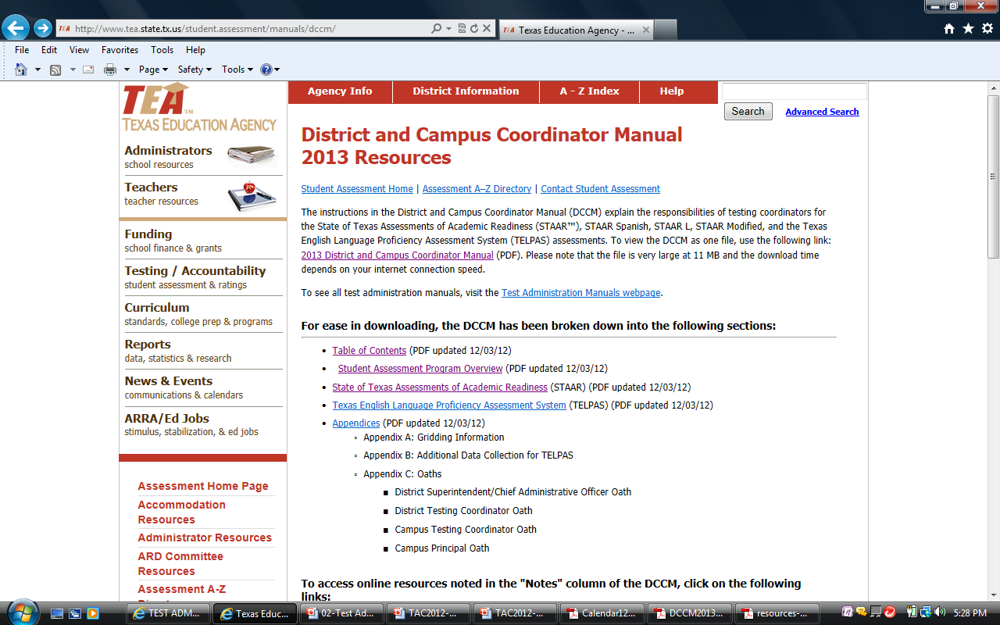 http://www.tea.state.tx.us/student.assessment/manuals/dccm/
TEA Texas Education Agency - ...
File Edit View Favorites Tools Help
Page Safety Tools
TEA TM
TEXAS EDUCATION AGENCY
Administrators
school resources
Teachers
teacher resources
Funding
school finance & grants
Testing / Accountability
student assessment & ratings
Curriculum
standards, college prep & programs
Reports
data, statistics & research
News & Events
communications & calendars
ARRA/Ed Jobs
stimulus, stabilization, & ed jobs
Assessment Home Page
Accommodation
Resources
Administrator Resources
ARD Committee
Resources
Assessment A-Z
Agency Info District Information A - Z Index Help
Search Advanced Search
District and Campus Coordinator Manual
2013 Resources
Student Assessment Home | Assessment A–Z Directory | Contact Student Assessment
The instructions in the District and Campus Coordinator Manual (DCCM) explain the responsibilities of testing coordinators for
the State of Texas Assessments of Academic Readiness (STAAR™), STAAR Spanish, STAAR L, STAAR Modified, and the Texas
English Language Proficiency Assessment System (TELPAS) assessments. To view the DCCM as one file, use the following link:
2013 District and Campus Coordinator Manual (PDF). Please note that the file is very large at 11 MB and the download time
depends on your internet connection speed.
To see all test administration manuals, visit the Test Administration Manuals webpage.
For ease in downloading, the DCCM has been broken down into the following sections:
• Table of Contents (PDF updated 12/03/12)
• Student Assessment Program Overview (PDF updated 12/03/12)
• State of Texas Assessments of Academic Readiness (STAAR) (PDF updated 12/03/12)
• Texas English Language Proficiency Assessment System (TELPAS) (PDF updated 12/03/12)
• Appendices (PDF updated 12/03/12)
◦ Appendix A: Gridding Information
◦ Appendix B: Additional Data Collection for TELPAS
◦ Appendix C: Oaths
▪ District Superintendent/Chief Administrative Officer Oath
▪ District Testing Coordinator Oath
▪ Campus Testing Coordinator Oath
▪ Campus Principal Oath
To access online resources noted in the "Notes" column of the DCCM, click on the following
links:
TEST ADM... Texas Educ... 02-Test Ad... TAC2012-... TAC2012-... Calendar12... DCCM2013... resources-... 5:28 PM